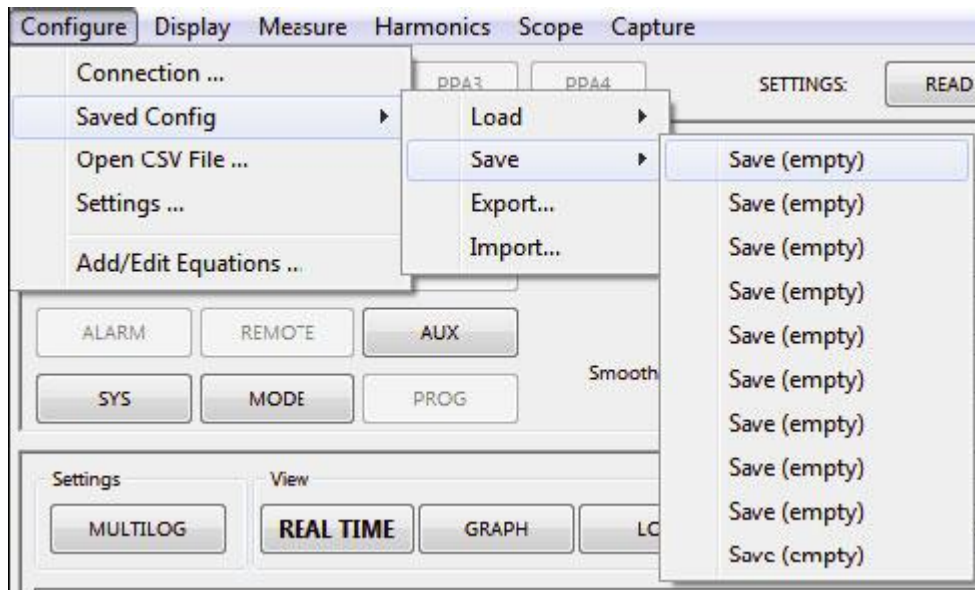 Configure Display Measure Harmonics Scope Capture
Connection ...
PPA3 PPA4 SETTINGS: READ
Saved Config Load
Open CSV File ... Save Save (empty)
Settings ... Export... Save (empty)
Import... Save (empty)
Add/Edit Equations ...
Save (empty)
ALARM REMOTE AUX Save (empty)
Smooth Save (empty)
SYS MODE PROG
Save (empty)
Settings View Save (empty)
MULTILOG REAL TIME GRAPH LO Save (empty)
Save (empty)